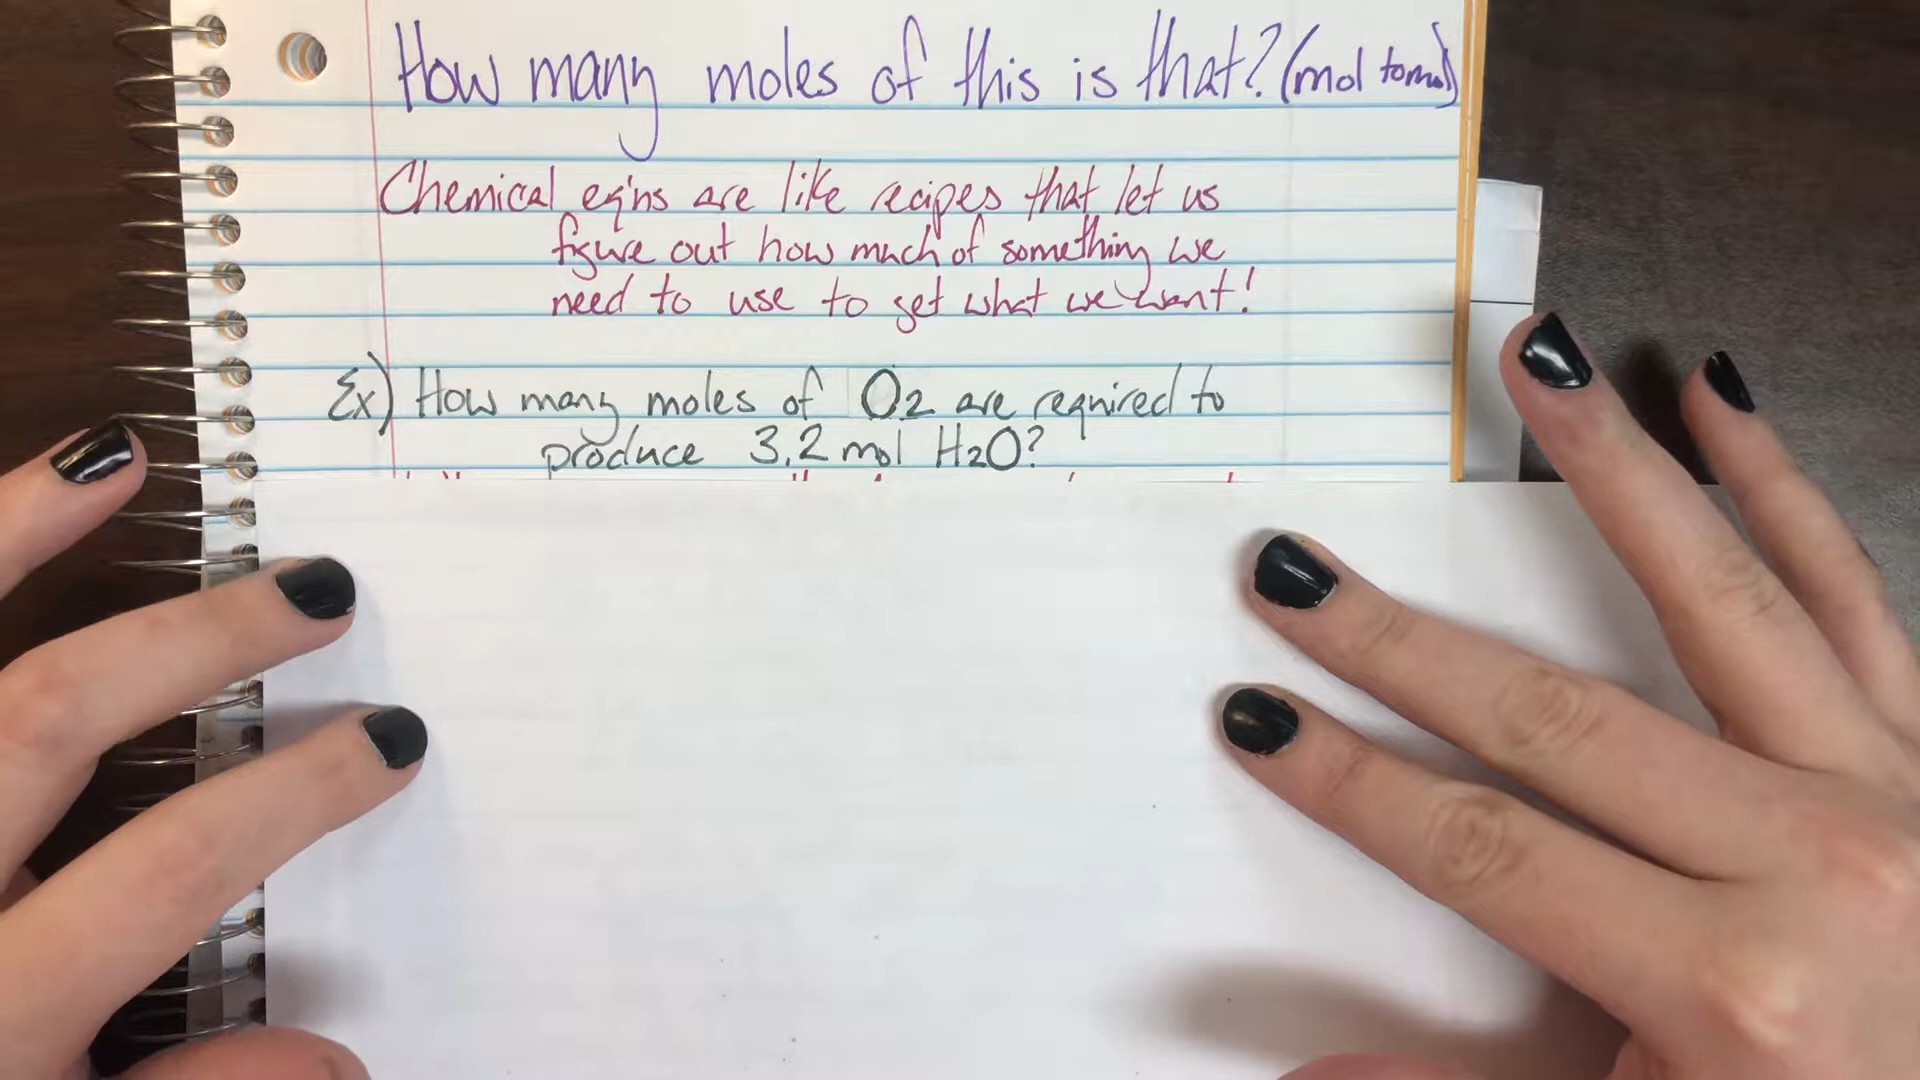 How many moles of this is that? (mol to mol)
Chemical eq'ns are like recipes that let us
figure out how much of something we
need to use to get what we want!
Ex) How many moles of O2 are required to
produce 3.2 mol H2O?